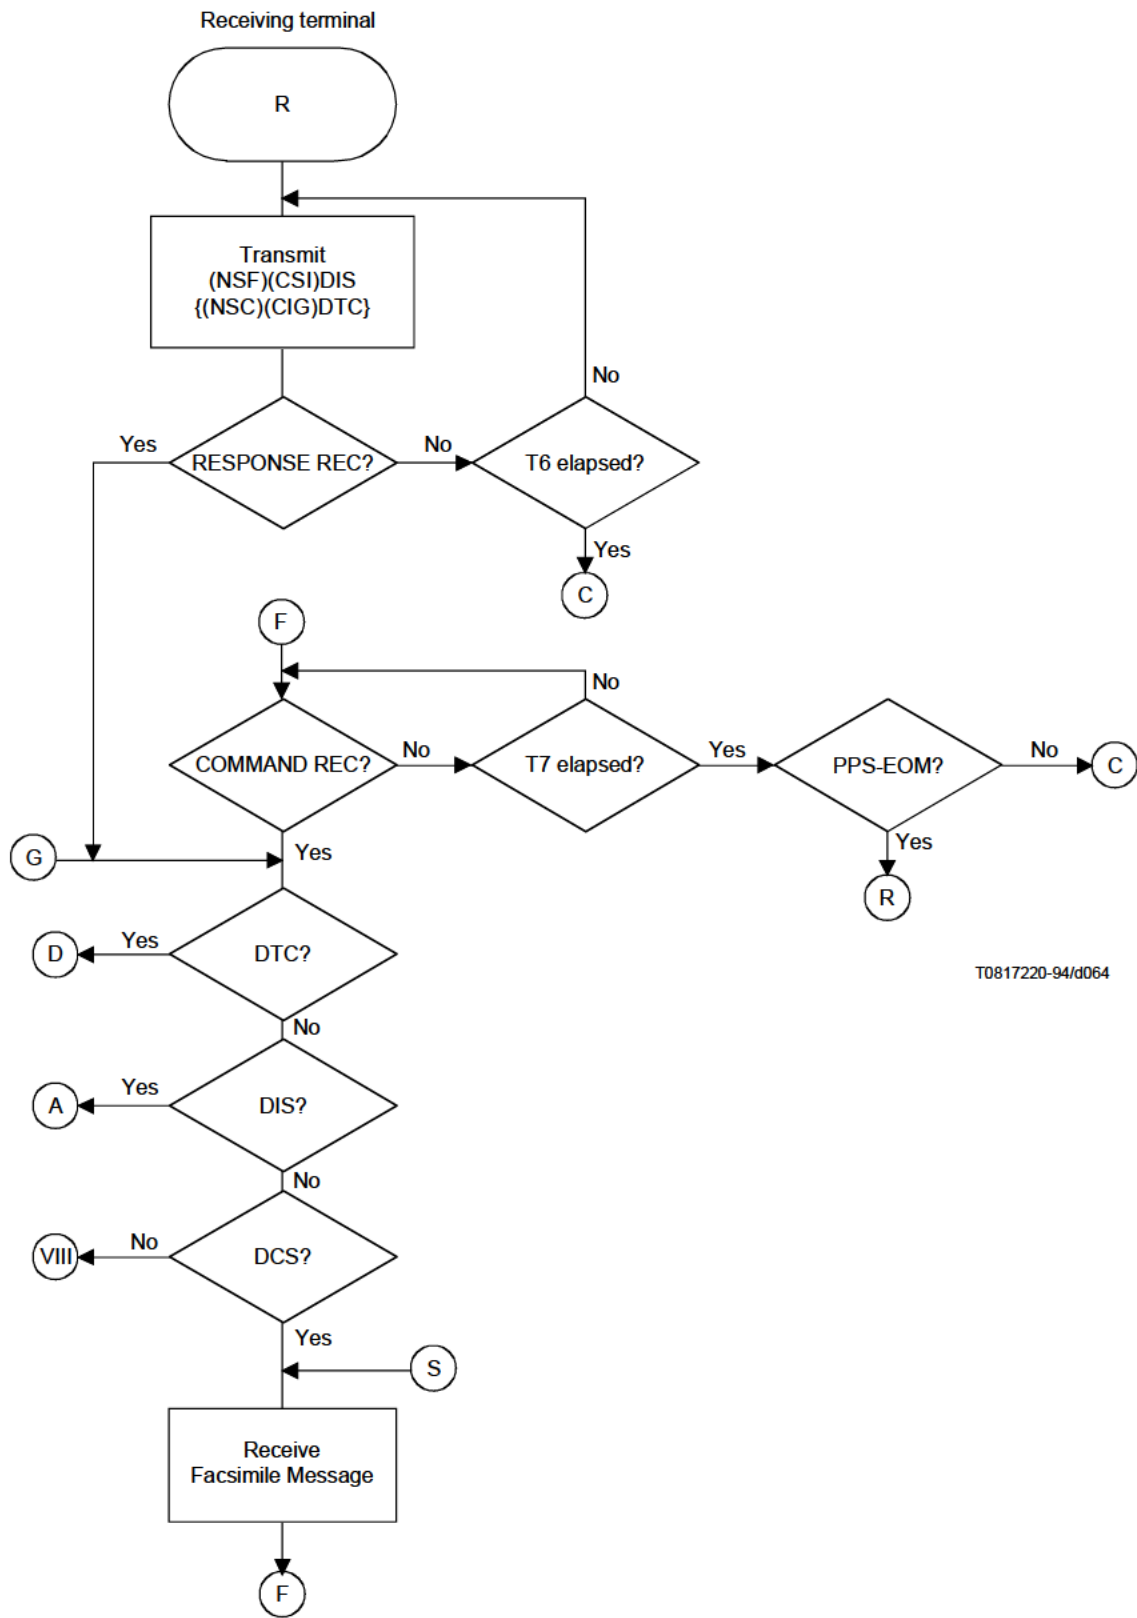 Receiving terminal
R
Transmit
(NSF)(CSI)DIS
{(NSC)(CIG)DTC}
No
Yes
RESPONSE REC?
No
T6 elapsed?
Yes
C
F
No
COMMAND REC?
No
T7 elapsed?
Yes
PPS-EOM?
No
C
Yes
Yes
G
R
Yes
D
DTC?
T0817220-94/d064
No
Yes
A
DIS?
No
No
VIII
DCS?
Yes
S
Receive
Facsimile Message
F